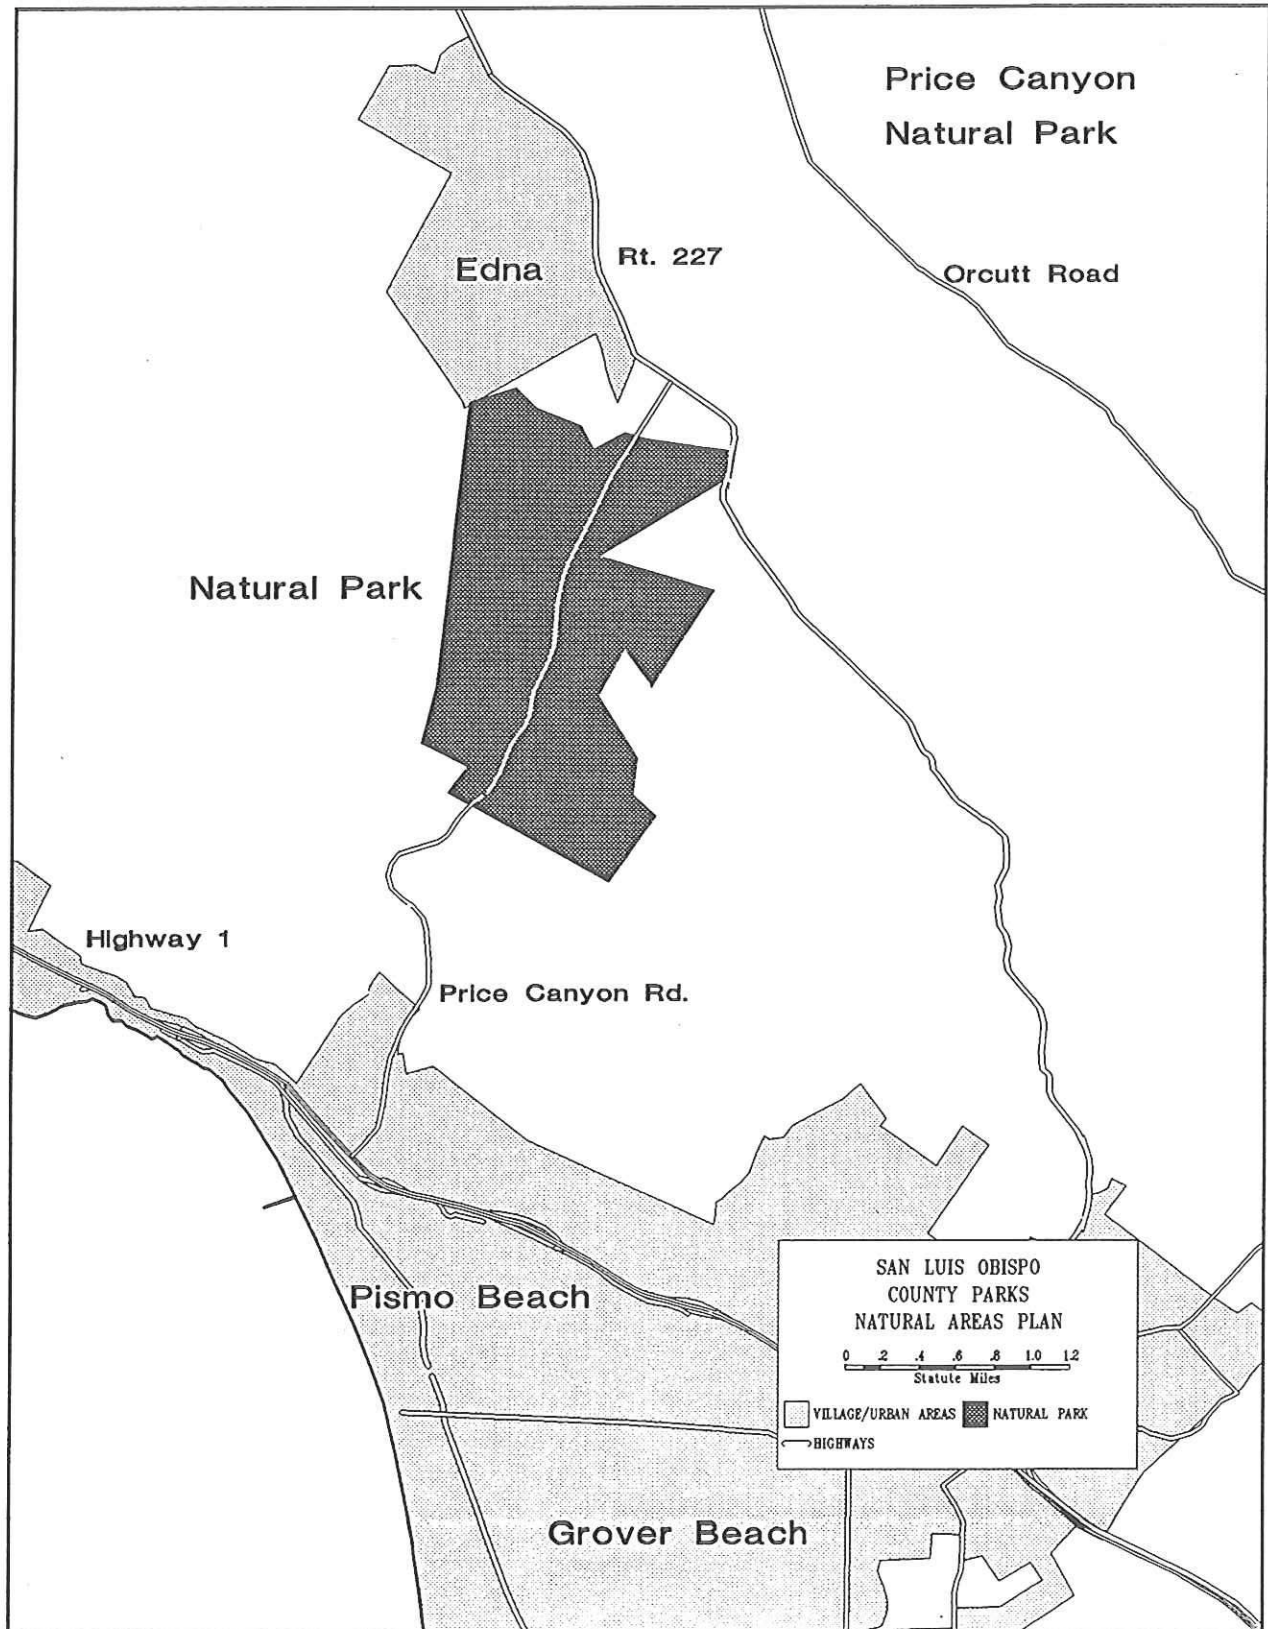 Price Canyon
Natural Park
Edna
Rt. 227
Orcutt Road
Natural Park
Highway 1
Price Canyon Rd.
Pismo Beach
Grover Beach
SAN LUIS OBISPO
COUNTY PARKS
NATURAL AREAS PLAN
0 .2 .4 .6 .8 1.0 1.2
Statute Miles
VILLAGE/URBAN AREAS NATURAL PARK
HIGHWAYS